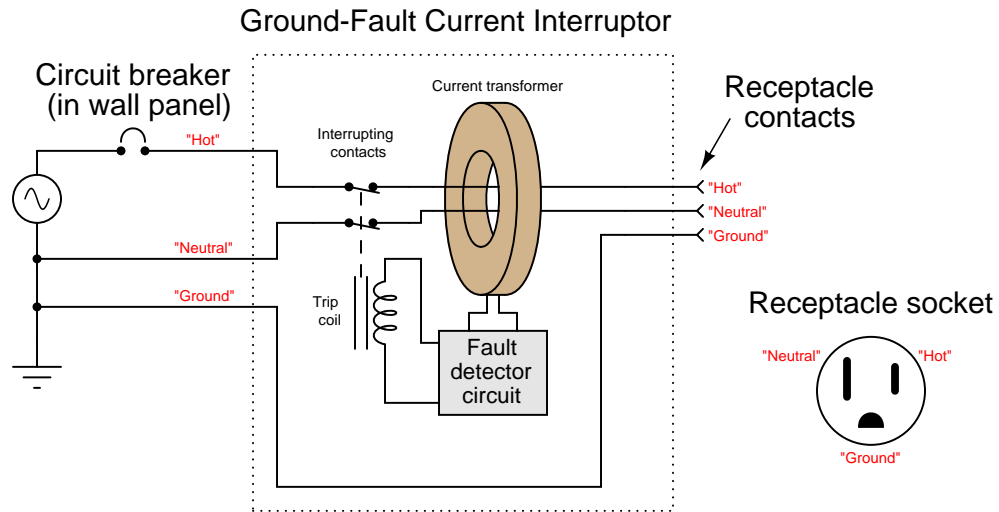 Ground-Fault Current Interruptor
Circuit breaker
(in wall panel)
"Hot"
Interrupting
contacts
Current transformer
Receptacle
contacts
"Hot"
"Neutral"
"Ground"
"Neutral"
"Ground"
Trip
coil
Fault
detector
circuit
Receptacle socket
"Neutral"
"Hot"
"Ground"